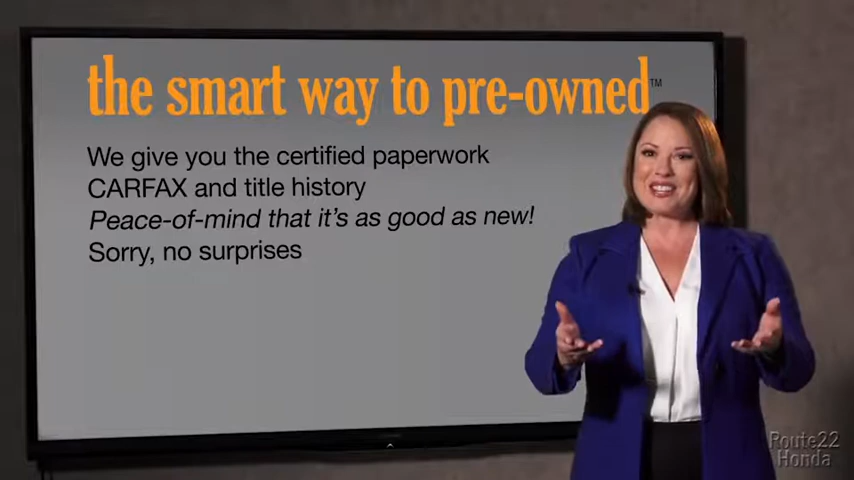 the smart way to pre-owned™
We give you the certified paperwork
CARFAX and title history
Peace-of-mind that it's as good as new!
Sorry, no surprises
Route22
Honda